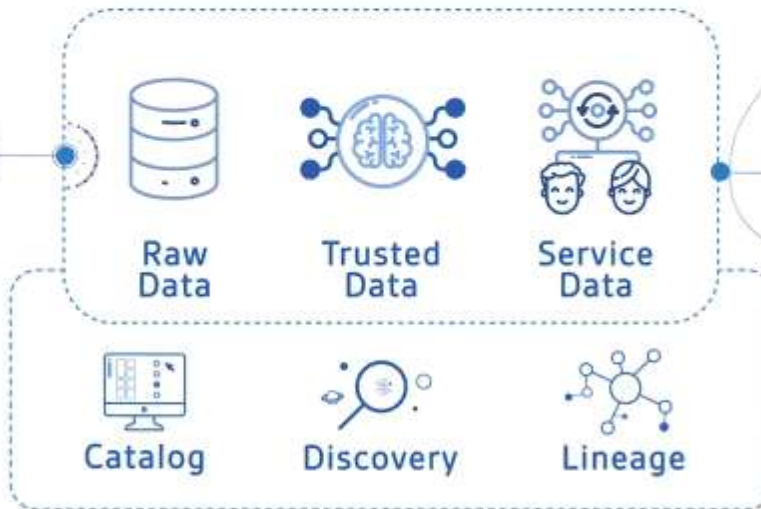 Raw
Data
Trusted
Data
Service
Data
Catalog
Discovery
Lineage